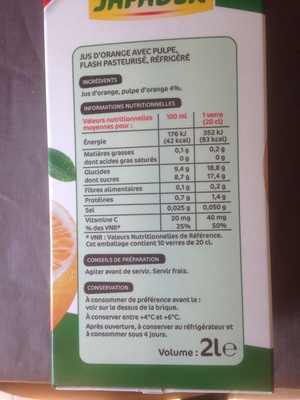 JUS D'ORANGE AVEC PULPE,
FLASH PASTEURISÉ, RÉFRIGÉRÉ
INGRÉDIENTS
Jus d'orange, pulpe d'orange 4%.
INFORMATIONS NUTRITIONNELLES
Valeurs nutritionnelles moyennes pour : 100 ml 1 verre (20 cl)
Énergie 176 kJ (42 kcal) 352 kJ (83 kcal)
Matières grasses 0,1 g 0,2 g
dont acides gras saturés 0 g 0 g
Glucides 9,4 g 18,8 g
dont sucres 8,7 g 17,4 g
Fibres alimentaires 0,1 g 0,2 g
Protéines 0,7 g 1,4 g
Sel 0,025 g 0,050 g
Vitamine C 20 mg 40 mg
% des VNR* 25% 50%
* VNR : Valeurs Nutritionnelles de Référence.
Cet emballage contient 10 verres de 20 cl.
CONSEILS DE PRÉPARATION
Agiter avant de servir. Servir frais.
CONSERVATION
À consommer de préférence avant le :
voir sur le dessus de la brique.
À conserver entre +4°C et +6°C.
Après ouverture, à conserver au réfrigérateur et
à consommer sous 4 jours.
Volume : 2le